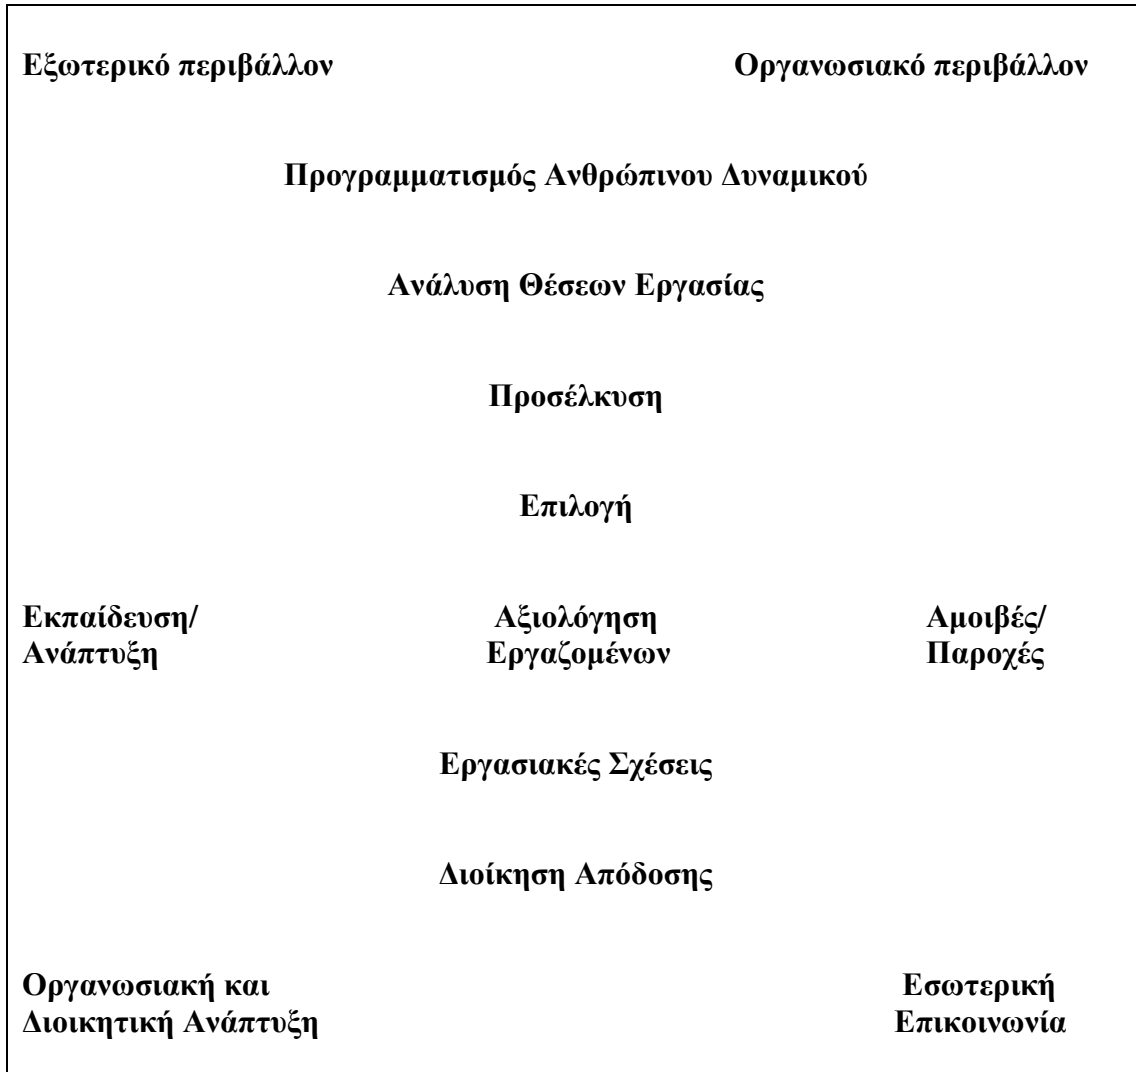 Εξωτερικό περιβάλλον Οργανωσιακό περιβάλλον
Προγραμματισμός Ανθρώπινου Δυναμικού
Ανάλυση Θέσεων Εργασίας
Προσέλκυση
Επιλογή
Εκπαίδευση/ Αξιολόγηση Αμοιβές/
Ανάπτυξη Εργαζομένων Παροχές
Εργασιακές Σχέσεις
Διοίκηση Απόδοσης
Οργανωσιακή και Εσωτερική
Διοικητική Ανάπτυξη Επικοινωνία